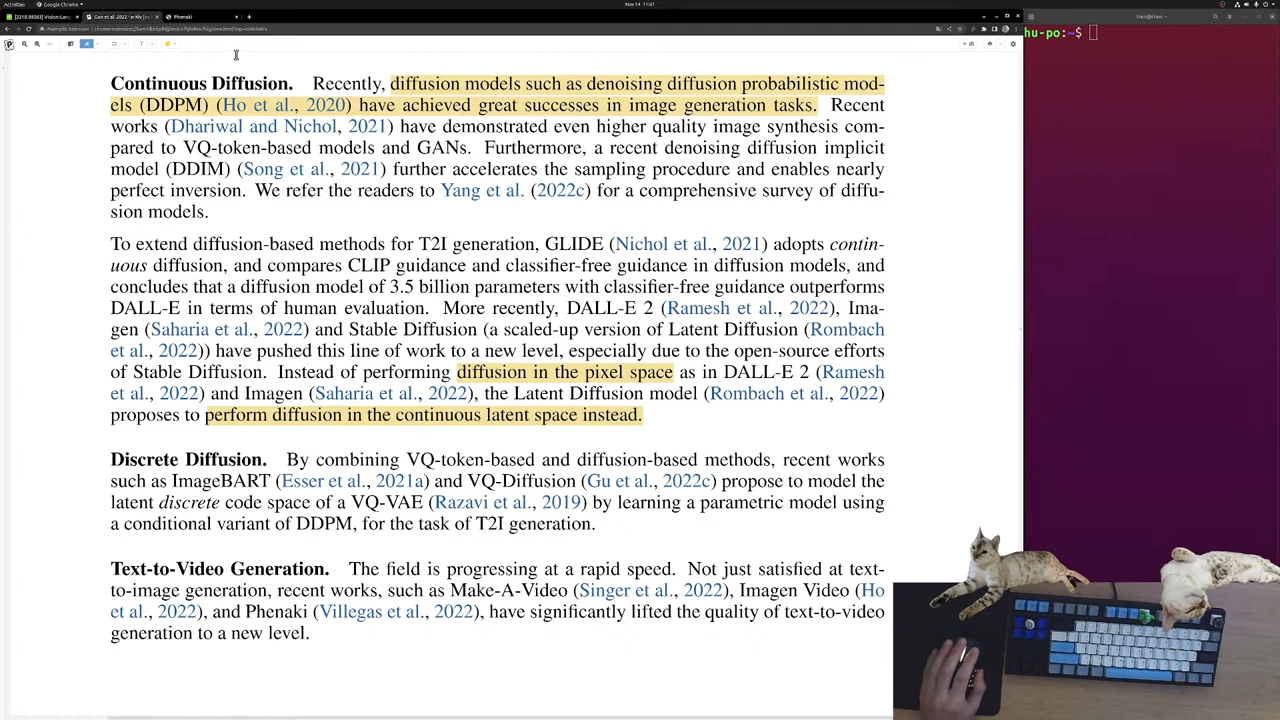 Activities
Google Chrome
Nov 14 11:41
Phenaki
hu-po:~$
Continuous Diffusion. Recently, diffusion models such as denoising diffusion probabilistic mod-
els (DDPM) (Ho et al., 2020) have achieved great successes in image generation tasks. Recent
works (Dhariwal and Nichol, 2021) have demonstrated even higher quality image synthesis com-
pared to VQ-token-based models and GANs. Furthermore, a recent denoising diffusion implicit
model (DDIM) (Song et al., 2021) further accelerates the sampling procedure and enables nearly
perfect inversion. We refer the readers to Yang et al. (2022c) for a comprehensive survey of diffu-
sion models.
To extend diffusion-based methods for T2I generation, GLIDE (Nichol et al., 2021) adopts contin-
uous diffusion, and compares CLIP guidance and classifier-free guidance in diffusion models, and
concludes that a diffusion model of 3.5 billion parameters with classifier-free guidance outperforms
DALL-E in terms of human evaluation. More recently, DALL-E 2 (Ramesh et al., 2022), Ima-
gen (Saharia et al., 2022) and Stable Diffusion (a scaled-up version of Latent Diffusion (Rombach
et al., 2022)) have pushed this line of work to a new level, especially due to the open-source efforts
of Stable Diffusion. Instead of performing diffusion in the pixel space as in DALL-E 2 (Ramesh
et al., 2022) and Imagen (Saharia et al., 2022), the Latent Diffusion model (Rombach et al., 2022)
proposes to perform diffusion in the continuous latent space instead.
Discrete Diffusion. By combining VQ-token-based and diffusion-based methods, recent works
such as ImageBART (Esser et al., 2021a) and VQ-Diffusion (Gu et al., 2022c) propose to model the
latent discrete code space of a VQ-VAE (Razavi et al., 2019) by learning a parametric model using
a conditional variant of DDPM, for the task of T2I generation.
Text-to-Video Generation. The field is progressing at a rapid speed. Not just satisfied at text-
to-image generation, recent works, such as Make-A-Video (Singer et al., 2022), Imagen Video (Ho
et al., 2022), and Phenaki (Villegas et al., 2022), have significantly lifted the quality of text-to-video
generation to a new level.